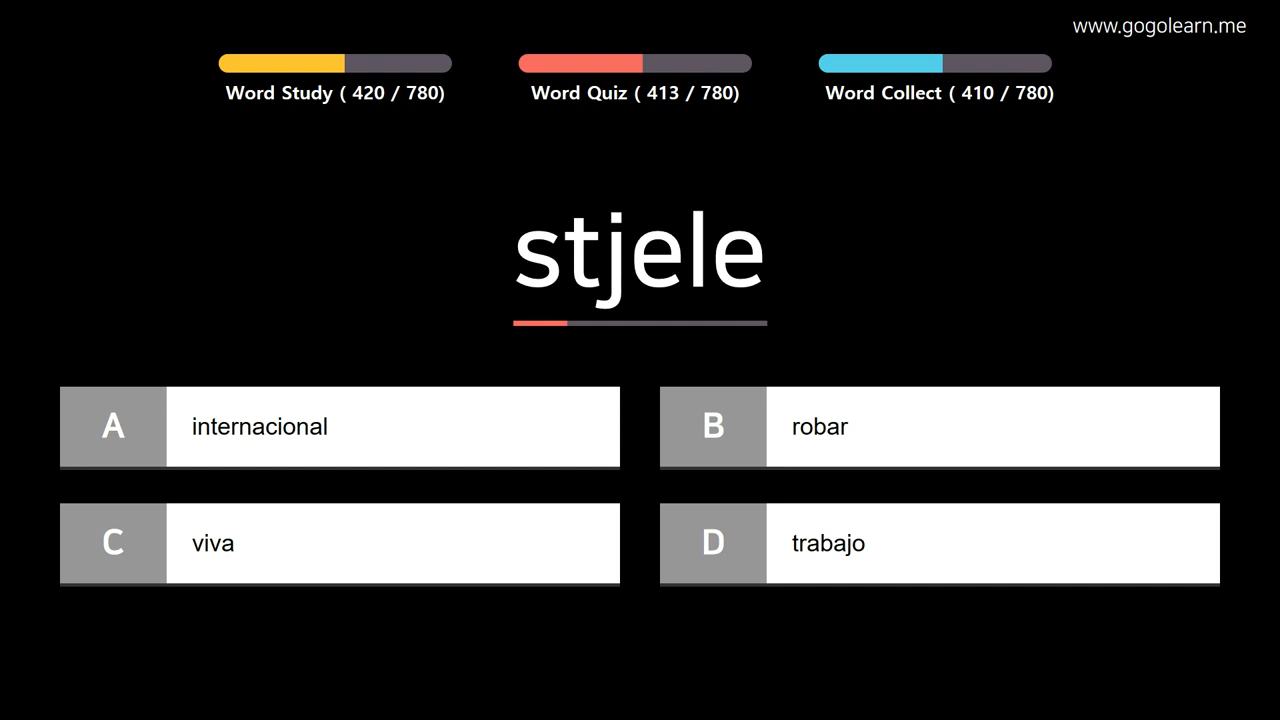 www.gogolearn.me
Word Study ( 420 / 780)
Word Quiz ( 413 / 780)
Word Collect ( 410 / 780)
stjele
A internacional
B robar
C viva
D trabajo